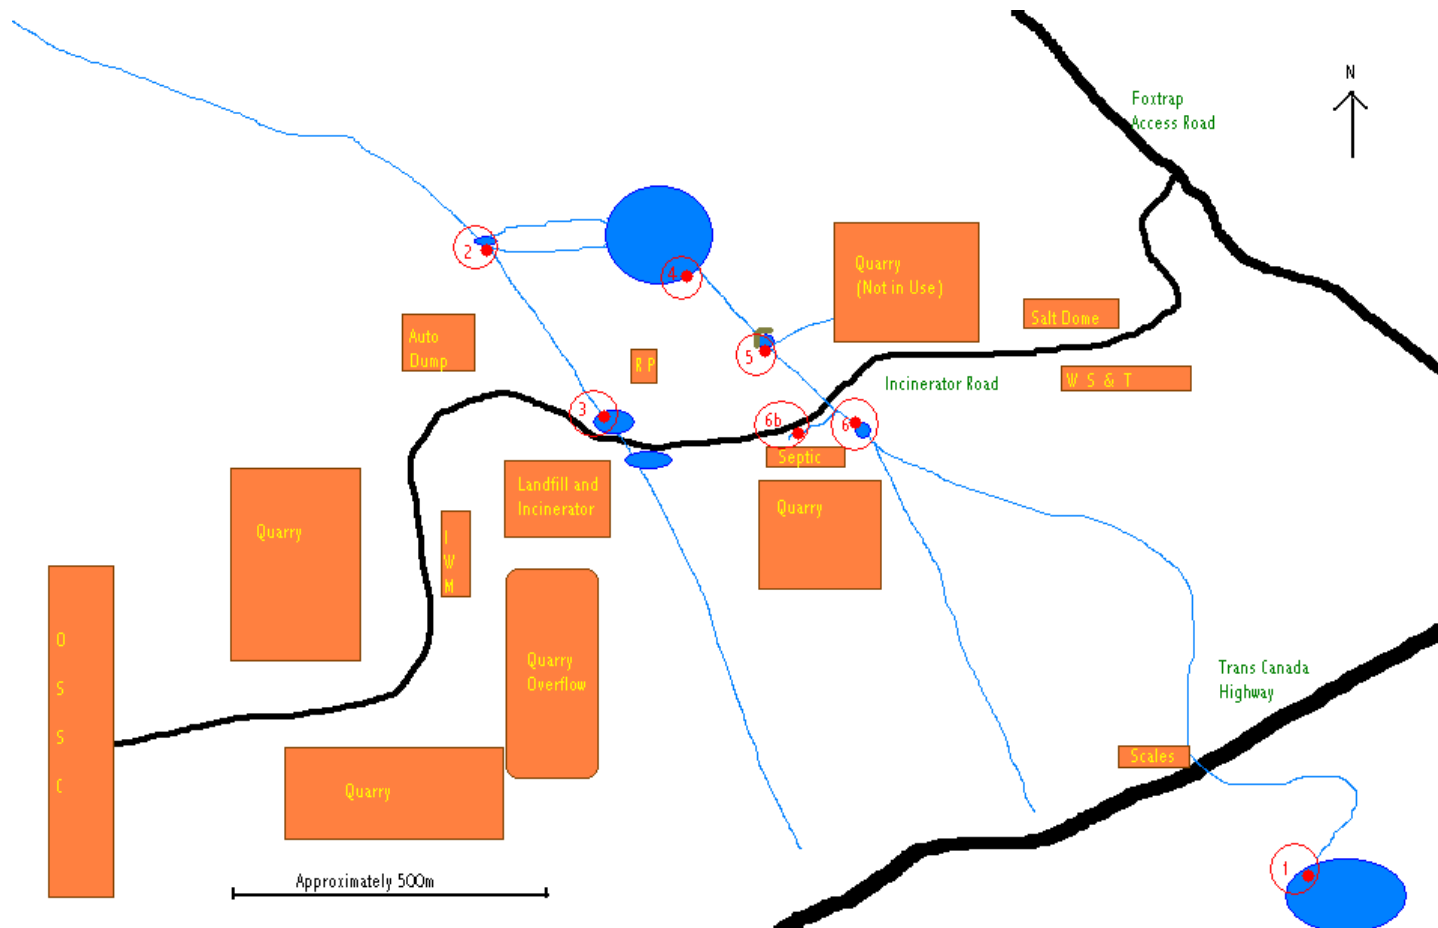 N
Foxtrap
Access Road
2
4
Quarry
(Not in Use)
Salt Dome
Auto
Dump
R P
5
W S & T
Incinerator Road
3
6b
6
Septic
Landfill and
Incinerator
Quarry
Quarry
I
W
M
O
S
S
C
Quarry
Overflow
Trans Canada
Highway
Scales
Quarry
1
Approximately 500m